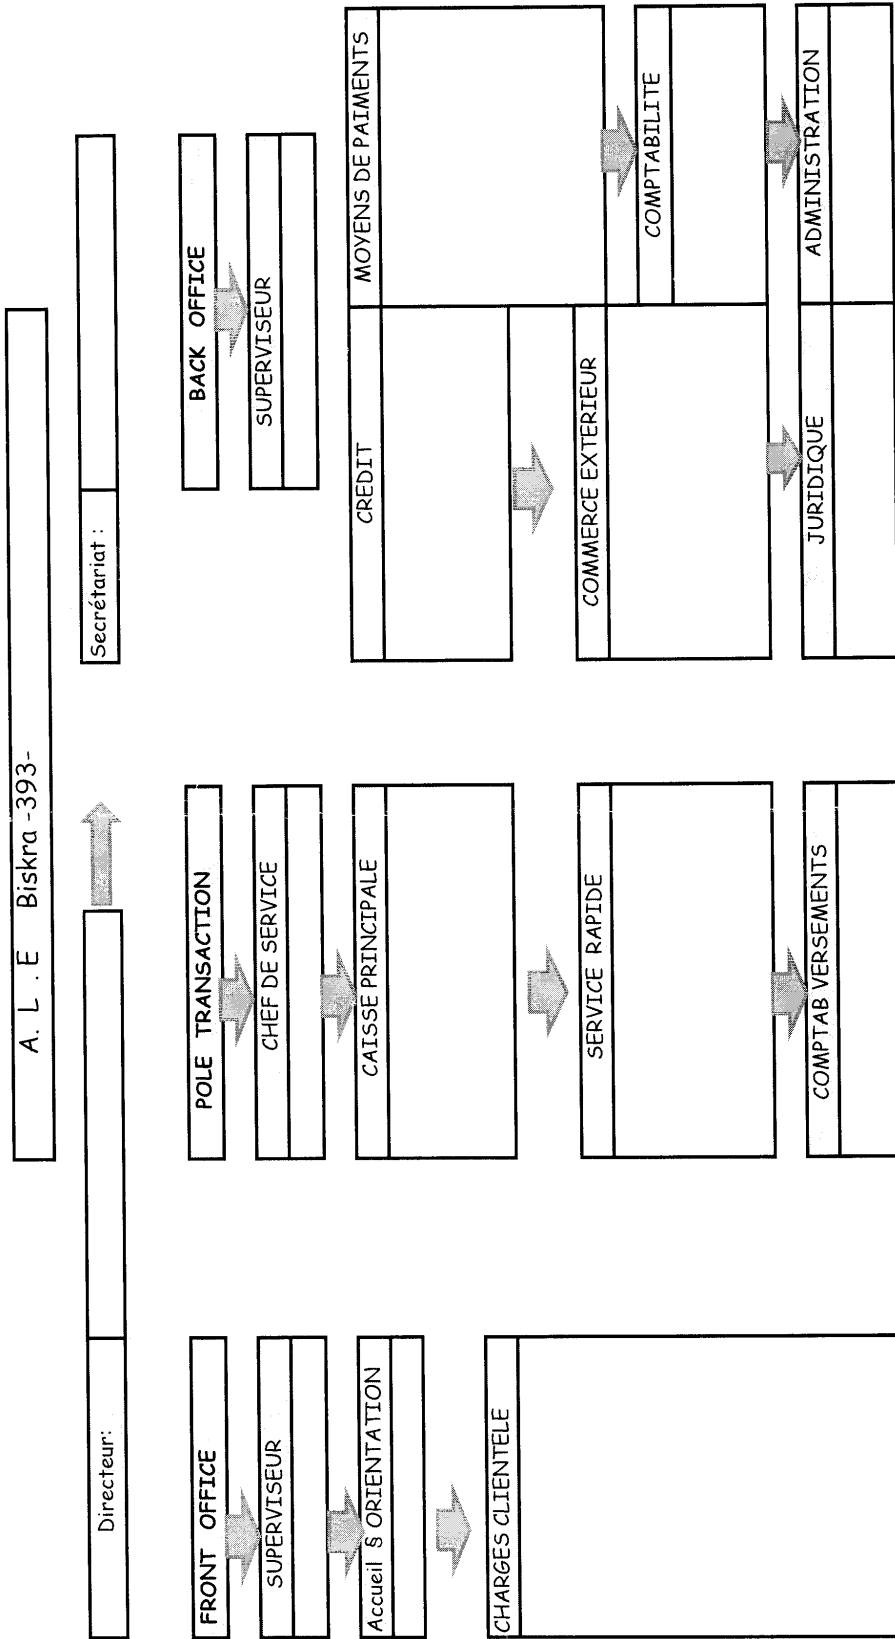 A. L .E Biskra -393-
Directeur:
Secrétariat :
FRONT OFFICE
SUPERVISEUR
Accueil § ORIENTATION
CHARGES CLIENTELE
POLE TRANSACTION
CHEF DE SERVICE
CAISSE PRINCIPALE
SERVICE RAPIDE
COMPTAB VERSEMENTS
BACK OFFICE
SUPERVISEUR
CREDIT
MOYENS DE PAIMENTS
COMMERCE EXTERIEUR
COMPTABILITE
JURIDIQUE
ADMINISTRATION